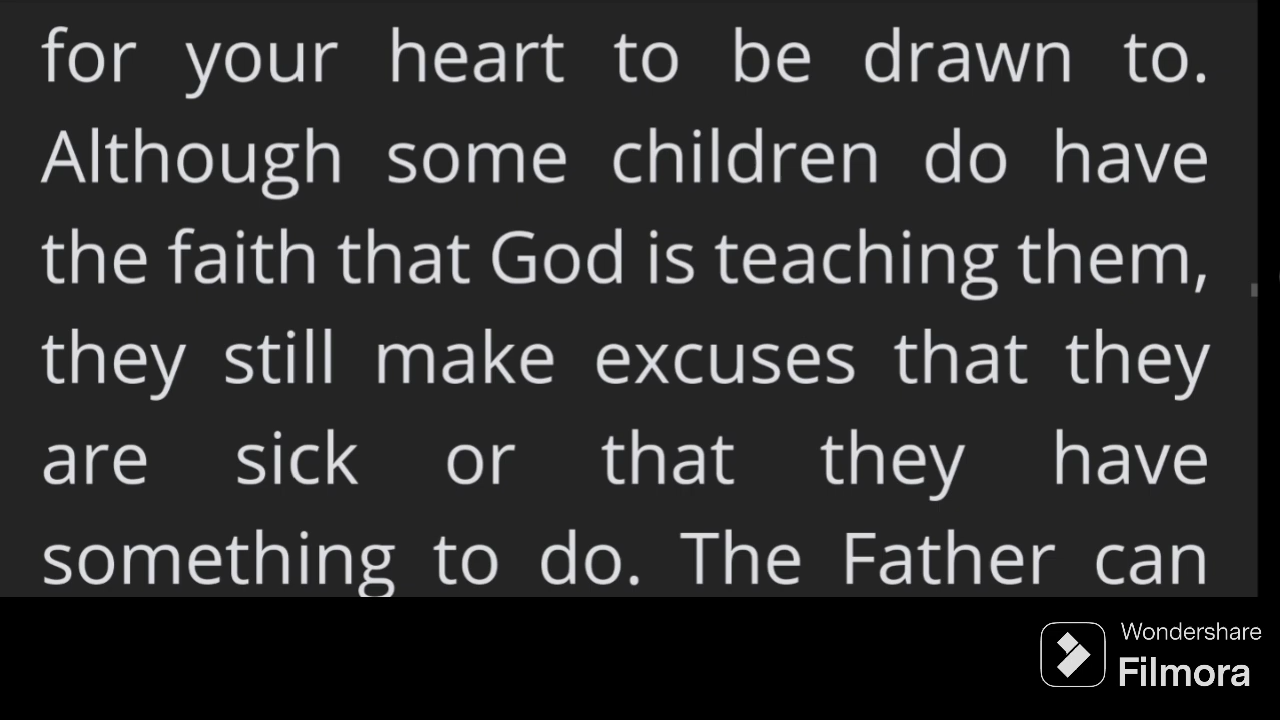 for your heart to be drawn to.
Although some children do have
the faith that God is teaching them,
they still make excuses that they
are sick or that they have
something to do. The Father can
Wondershare
Filmora